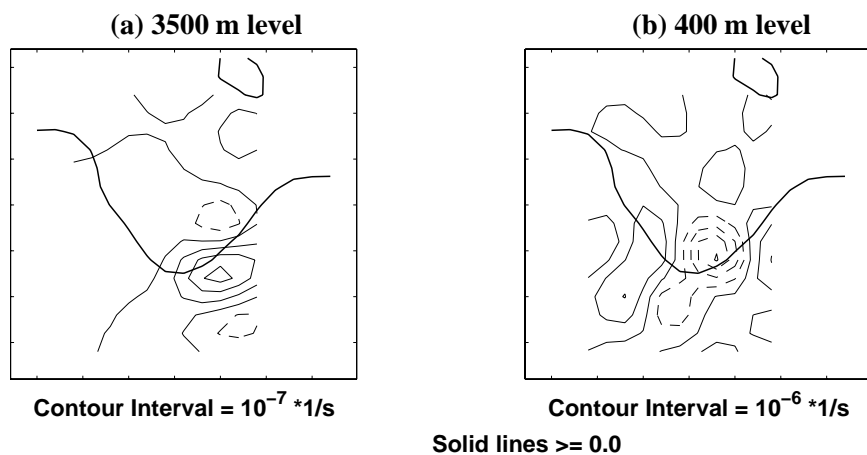 (a) 3500 m level
(b) 400 m level
Contour Interval = 10⁻⁷ *1/s
Contour Interval = 10⁻⁶ *1/s
Solid lines >= 0.0